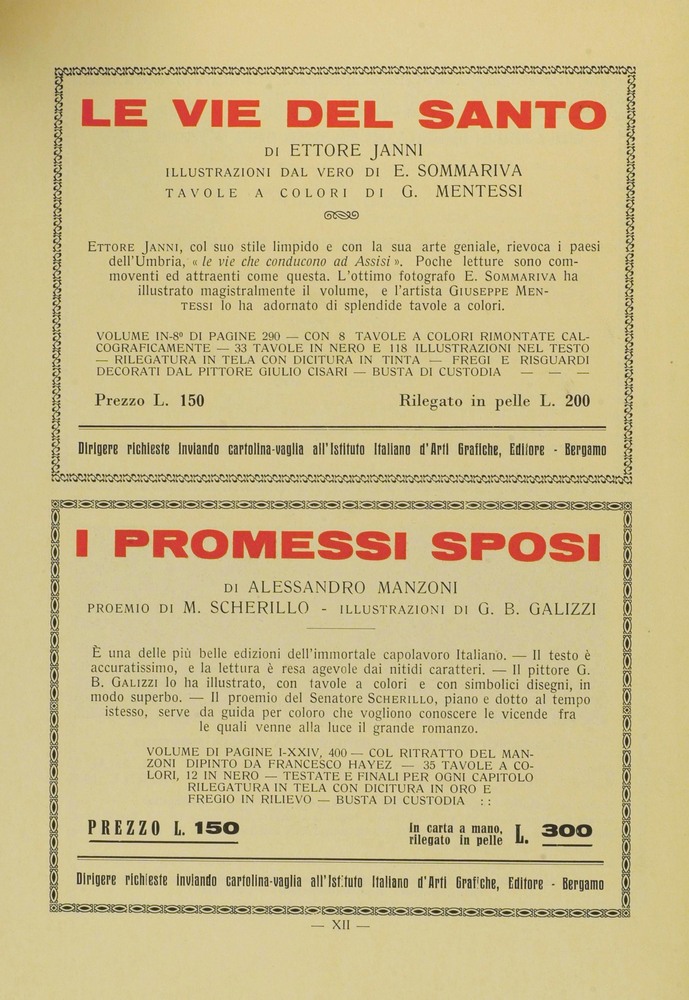 LE VIE DEL SANTO
DI ETTORE JANNI
ILLUSTRAZIONI DAL VERO DI E. SOMMARIVA
TAVOLE A COLORI DI G. MENTESSI
ETTORE JANNI, col suo stile limpido e con la sua arte geniale, rievoca i paesi
dell'Umbria, « le vie che conducono ad Assisi ». Poche letture sono com-
moventi ed attraenti come questa. L'ottimo fotografo E. SOMMARIVA ha
illustrato magistralmente il volume, e l'artista GIUSEPPE MEN-
TESSI lo ha adornato di splendide tavole a colori.
VOLUME IN-8º DI PAGINE 290 — CON 8 TAVOLE A COLORI RIMONTATE CAL-
COGRAFICAMENTE — 33 TAVOLE IN NERO E 118 ILLUSTRAZIONI NEL TESTO
— RILEGATURA IN TELA CON DICITURA IN TINTA — FREGI E RISGUARDI
DECORATI DAL PITTORE GIULIO CISARI — BUSTA DI CUSTODIA — — —
Prezzo L. 150 Rilegato in pelle L. 200
Dirigere richieste inviando cartolina-vaglia all'Istituto Italiano d'Arti Grafiche, Editore - Bergamo
I PROMESSI SPOSI
DI ALESSANDRO MANZONI
PROEMIO DI M. SCHERILLO - ILLUSTRAZIONI DI G. B. GALIZZI
È una delle più belle edizioni dell'immortale capolavoro Italiano. — Il testo è
accuratissimo, e la lettura è resa agevole dai nitidi caratteri. — Il pittore G.
B. GALIZZI lo ha illustrato, con tavole a colori e con simbolici disegni, in
modo superbo. — Il proemio del Senatore SCHERILLO, piano e dotto al tempo
istesso, serve da guida per coloro che vogliono conoscere le vicende fra
le quali venne alla luce il grande romanzo.
VOLUME DI PAGINE I-XXIV, 400 — COL RITRATTO DEL MAN-
ZONI DIPINTO DA FRANCESCO HAYEZ — 35 TAVOLE A CO-
LORI, 12 IN NERO — TESTATE E FINALI PER OGNI CAPITOLO
RILEGATURA IN TELA CON DICITURA IN ORO E
FREGIO IN RILIEVO — BUSTA DI CUSTODIA : :
PREZZO L. 150 In carta a mano, rilegato in pelle L. 300
Dirigere richieste inviando cartolina-vaglia all'Istituto Italiano d'Arti Grafiche, Editore - Bergamo
— XII —